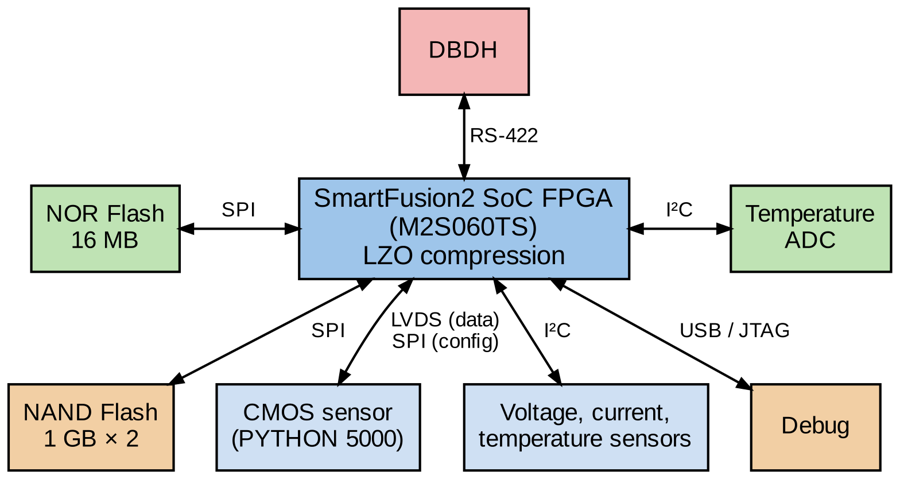 DBDH
RS-422
SmartFusion2 SoC FPGA
(M2S060TS)
LZO compression
NOR Flash
16 MB
SPI
I²C
Temperature
ADC
SPI
LVDS (data)
SPI (config)
I²C
USB / JTAG
NAND Flash
1 GB × 2
CMOS sensor
(PYTHON 5000)
Voltage, current,
temperature sensors
Debug